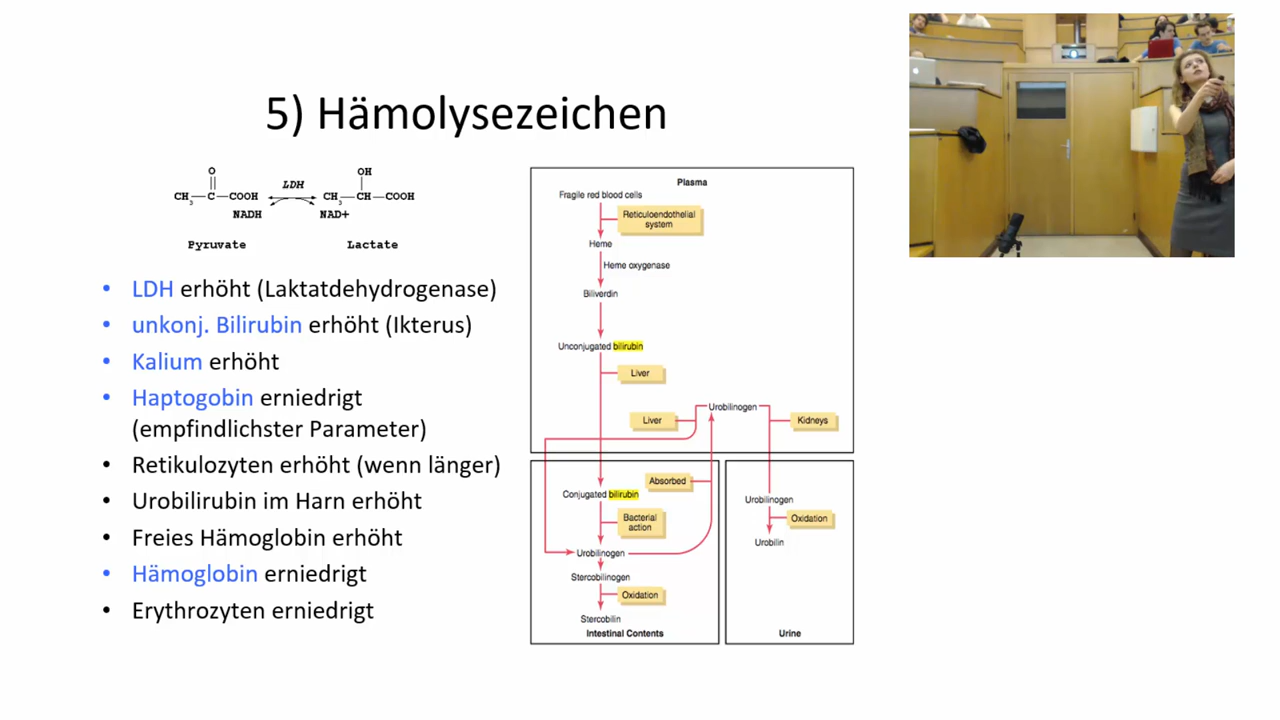 5) Hämolysezeichen
O
OH
CH3—C—COOH
LDH
CH3—CH—COOH
NADH
NAD+
Pyruvate
Lactate
• LDH erhöht (Laktatdehydrogenase)
• unkonj. Bilirubin erhöht (Ikterus)
• Kalium erhöht
• Haptogobin erniedrigt
(empfindlichster Parameter)
• Retikulozyten erhöht (wenn länger)
• Urobilirubin im Harn erhöht
• Freies Hämoglobin erhöht
• Hämoglobin erniedrigt
• Erythrozyten erniedrigt
Plasma
Fragile red blood cells
Reticuloendothelial
system
Heme
Heme oxygenase
Biliverdin
Unconjugated bilirubin
Liver
Urobilinogen
Liver
Kidneys
Absorbed
Conjugated bilirubin
Bacterial
action
Urobilinogen
Stercobilinogen
Oxidation
Stercobilin
Intestinal Contents
Urobilinogen
Oxidation
Urobilin
Urine